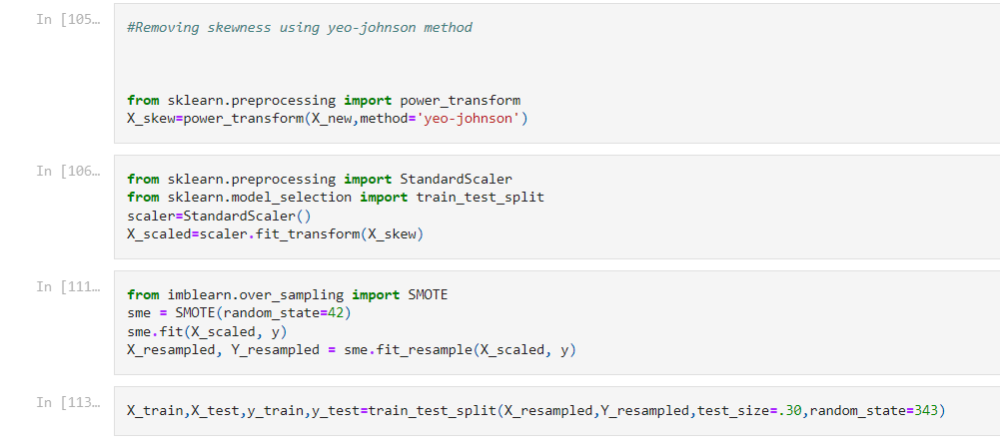 In [105…
#Removing skewness using yeo-johnson method
from sklearn.preprocessing import power_transform
X_skew=power_transform(X_new,method='yeo-johnson')
In [106…
from sklearn.preprocessing import StandardScaler
from sklearn.model_selection import train_test_split
scaler=StandardScaler()
X_scaled=scaler.fit_transform(X_skew)
In [111…
from imblearn.over_sampling import SMOTE
sme = SMOTE(random_state=42)
sme.fit(X_scaled, y)
X_resampled, Y_resampled = sme.fit_resample(X_scaled, y)
In [113…
X_train,X_test,y_train,y_test=train_test_split(X_resampled,Y_resampled,test_size=.30,random_state=343)